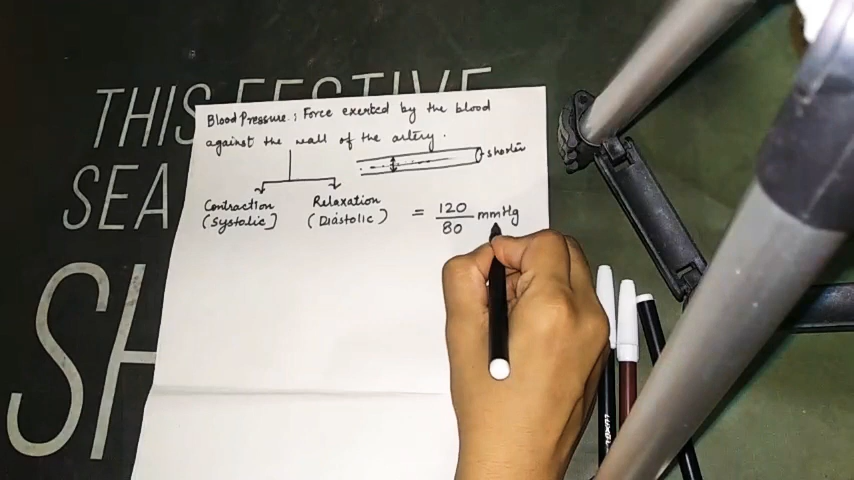 THIS FESTIVE
SEA
SH
Blood Pressure : Force exerted by the blood
against the wall of the artery.
Contraction
(Systolic)
Relaxation
(Diastolic)
= 120
80
mmHg